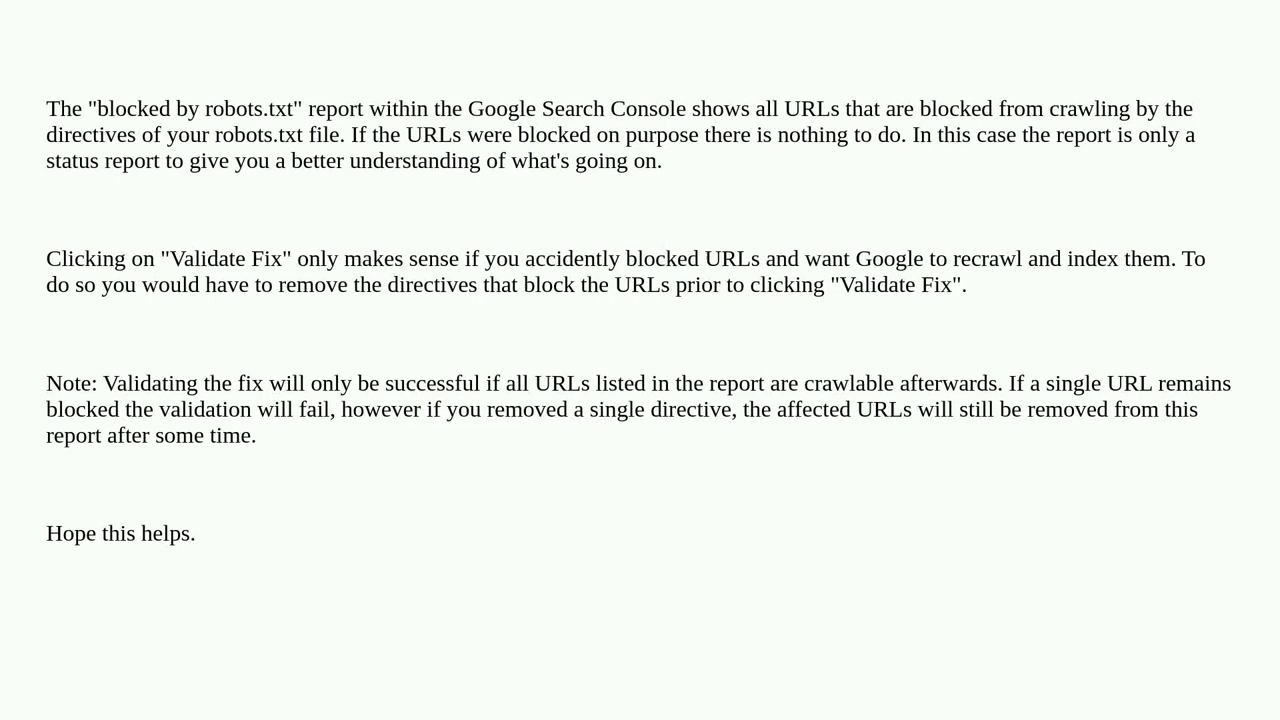 The "blocked by robots.txt" report within the Google Search Console shows all URLs that are blocked from crawling by the
directives of your robots.txt file. If the URLs were blocked on purpose there is nothing to do. In this case the report is only a
status report to give you a better understanding of what's going on.
Clicking on "Validate Fix" only makes sense if you accidently blocked URLs and want Google to recrawl and index them. To
do so you would have to remove the directives that block the URLs prior to clicking "Validate Fix".
Note: Validating the fix will only be successful if all URLs listed in the report are crawlable afterwards. If a single URL remains
blocked the validation will fail, however if you removed a single directive, the affected URLs will still be removed from this
report after some time.
Hope this helps.